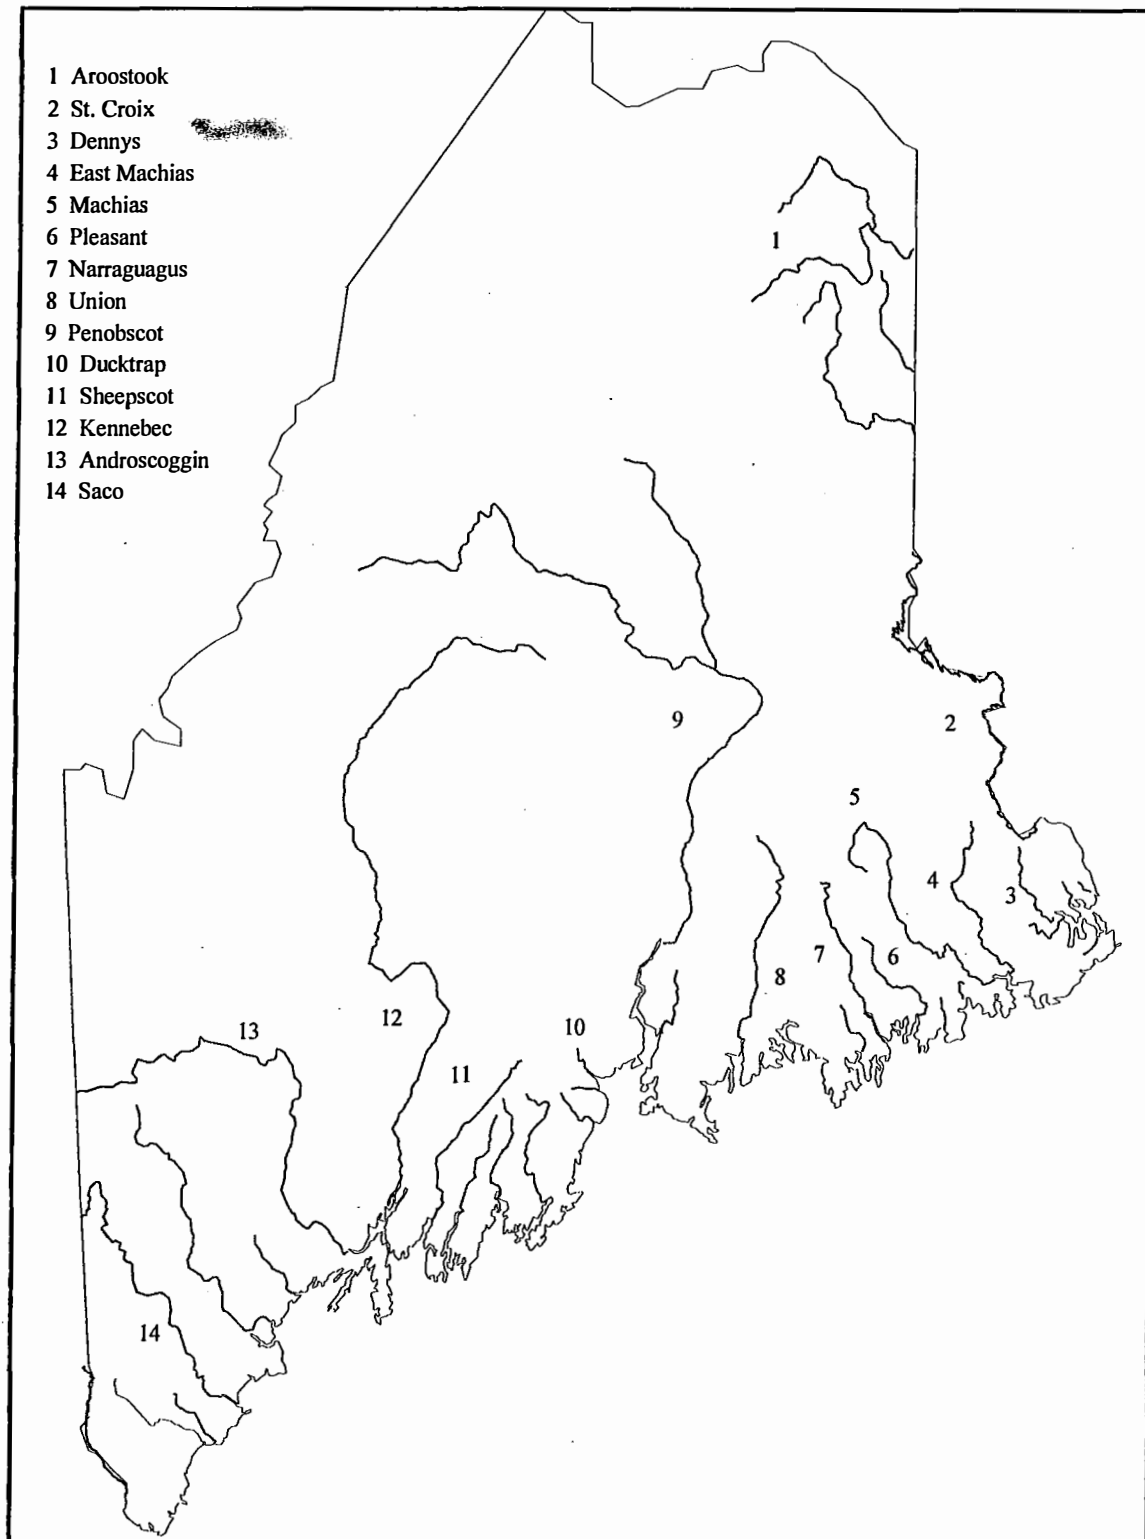 1 Aroostook
2 St. Croix
3 Dennys
4 East Machias
5 Machias
6 Pleasant
7 Narraguagus
8 Union
9 Penobscot
10 Ducktrap
11 Sheepscot
12 Kennebec
13 Androscoggin
14 Saco
1
9
2
5
4
3
7
6
8
12
10
13
11
14